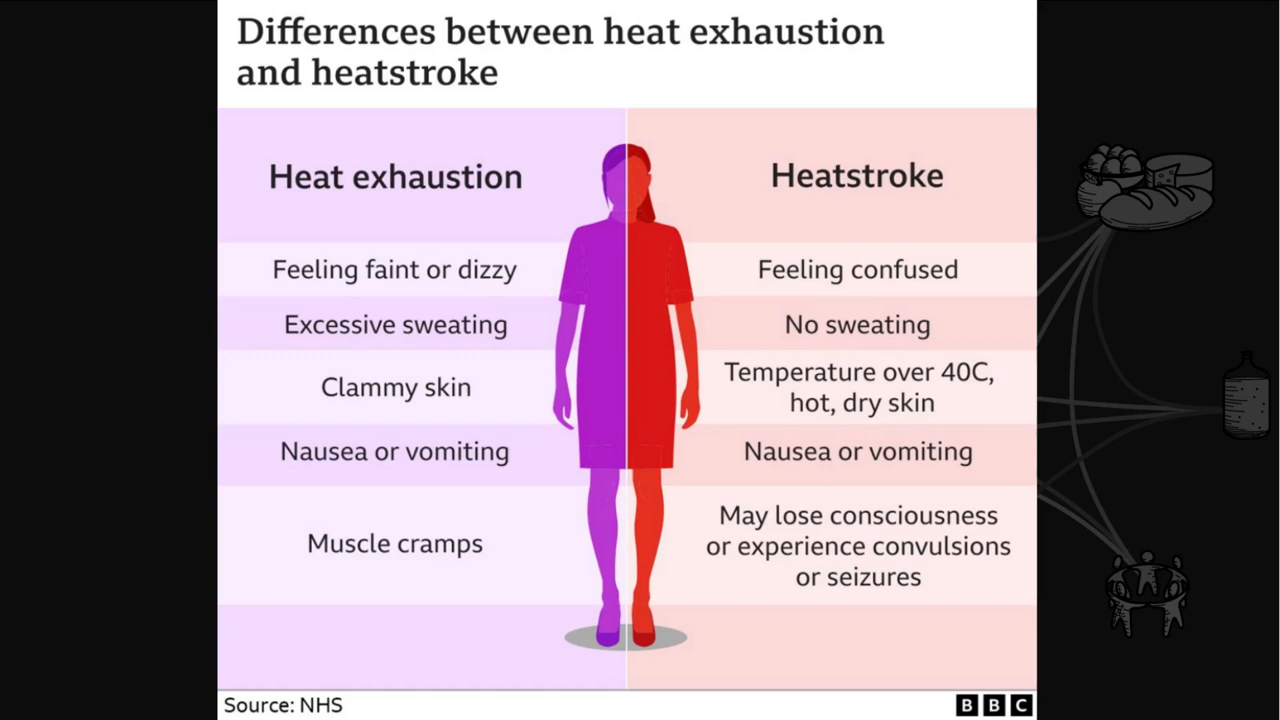 Differences between heat exhaustion
and heatstroke
Heat exhaustion
Heatstroke
Feeling faint or dizzy
Feeling confused
Excessive sweating
No sweating
Clammy skin
Temperature over 40C,
hot, dry skin
Nausea or vomiting
Nausea or vomiting
Muscle cramps
May lose consciousness
or experience convulsions
or seizures
Source: NHS
BBC